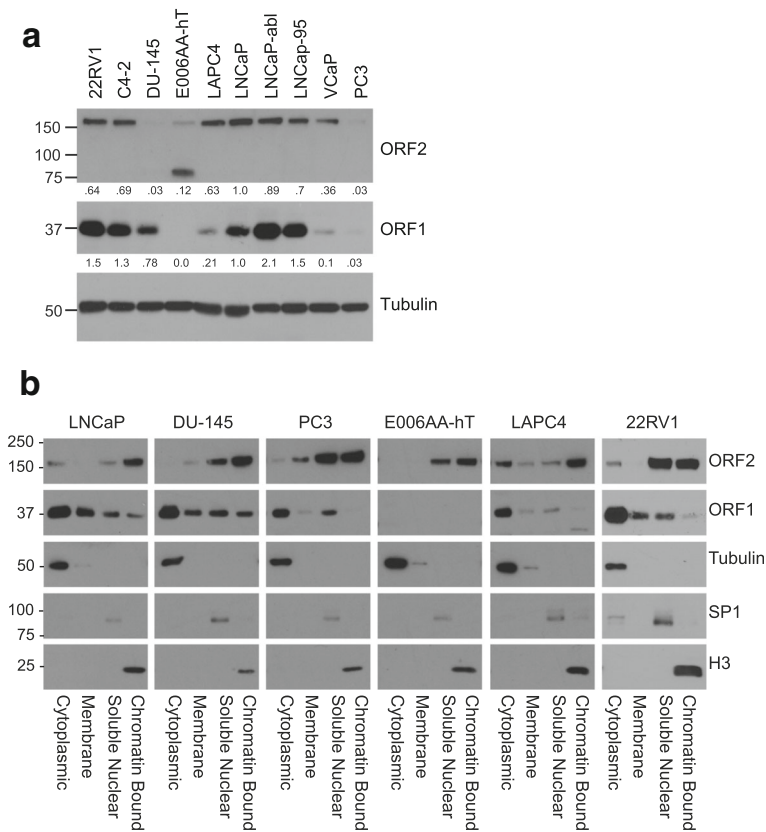 a
22RV1 C4-2 DU-145 E006AA-hT LAPC4 LNCaP LNCaP-abl LNCap-95 VCaP PC3
150
100
75
ORF2
.64 .69 .03 .12 .63 1.0 .89 .7 .36 .03
37
ORF1
1.5 1.3 .78 0.0 .21 1.0 2.1 1.5 0.1 .03
50
Tubulin
b
LNCaP DU-145 PC3 E006AA-hT LAPC4 22RV1
250
150
ORF2
37
ORF1
50
Tubulin
100
75
SP1
25
H3
Cytoplasmic Membrane Soluble Nuclear Chromatin Bound Cytoplasmic Membrane Soluble Nuclear Chromatin Bound Cytoplasmic Membrane Soluble Nuclear Chromatin Bound Cytoplasmic Membrane Soluble Nuclear Chromatin Bound Cytoplasmic Membrane Soluble Nuclear Chromatin Bound Cytoplasmic Membrane Soluble Nuclear Chromatin Bound